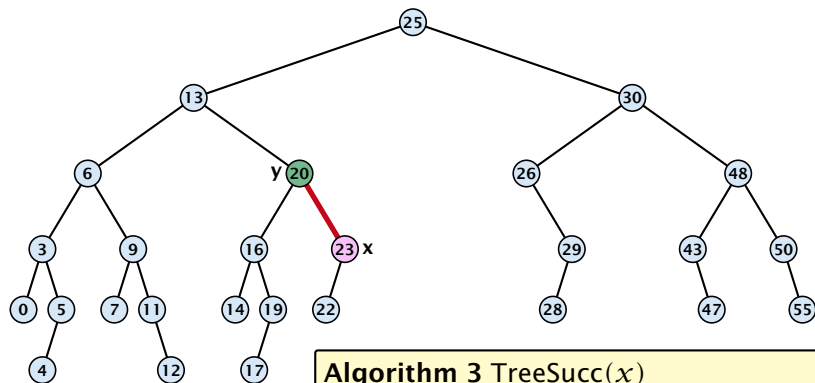 25
13 30
6 y 20 26 48
3 9 16 23 x 29 43 50
0 5 7 11 14 19 22 28 47 55
4 12 17
Algorithm 3 TreeSucc(x)